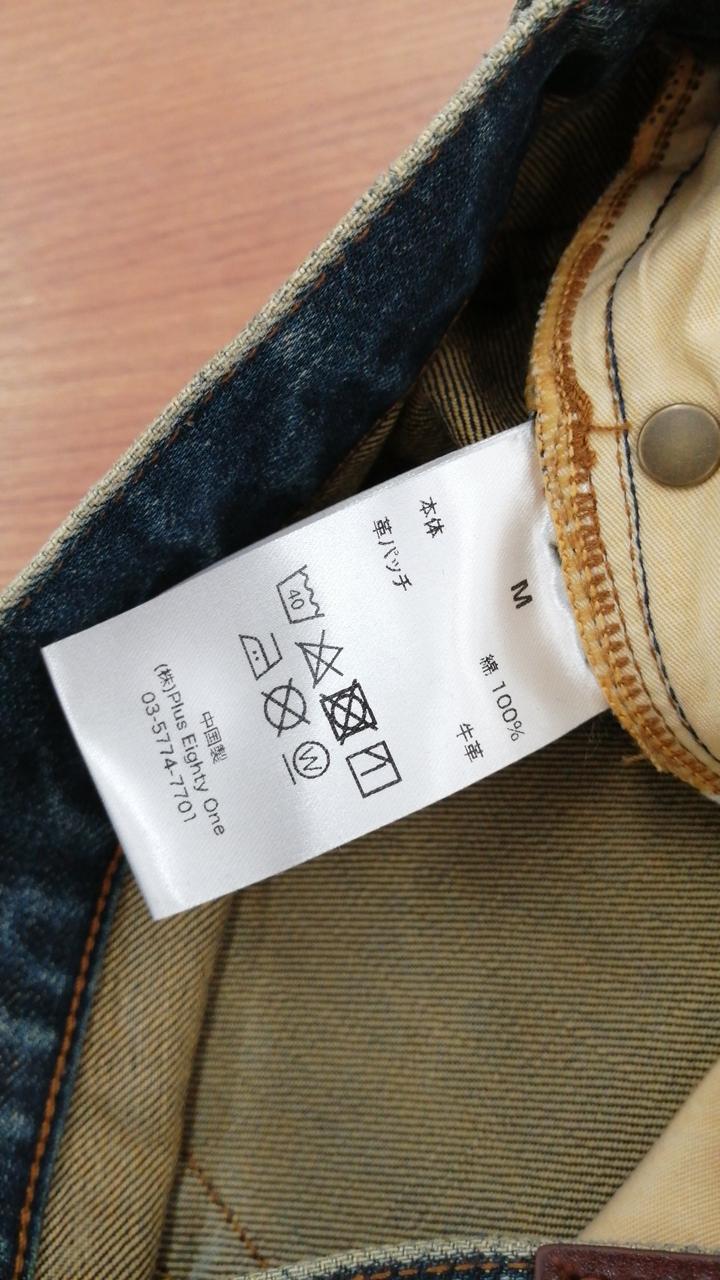 M
本体 綿 100%
革パッチ 牛革
40
W
中国製
(株)Plus Eighty One
03-5774-7701